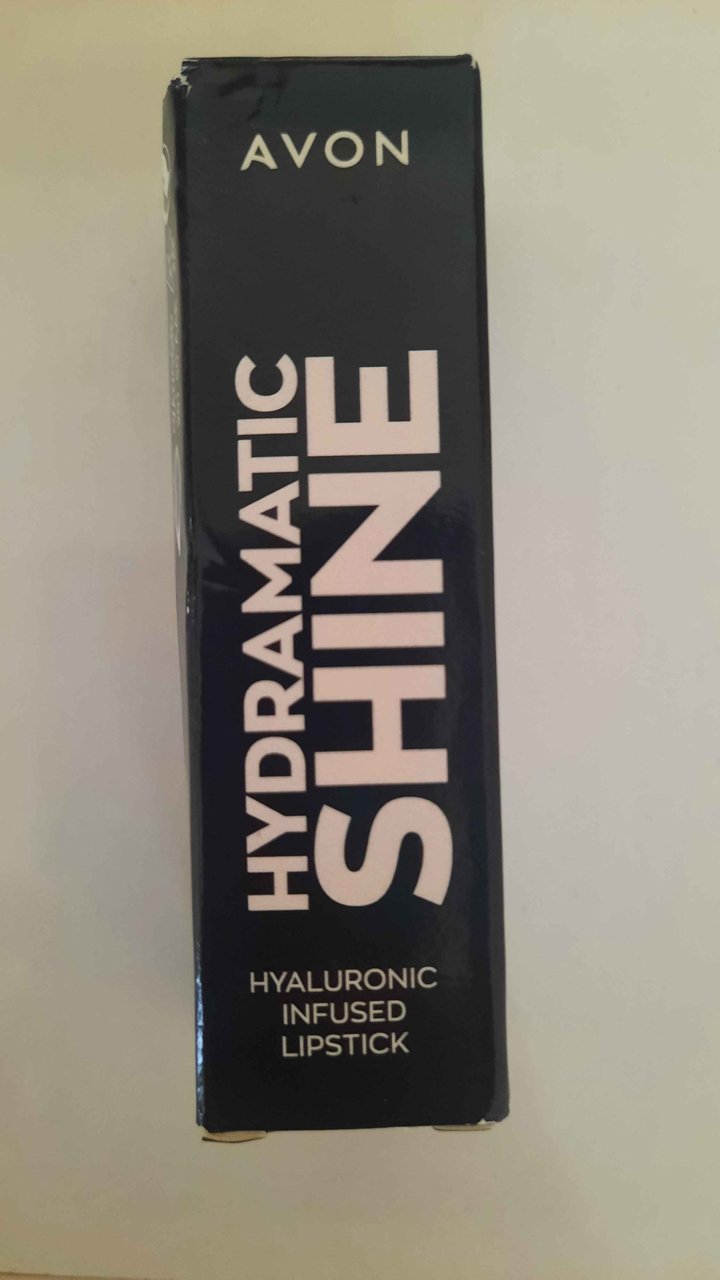 AVON
HYDRAMATIC
SHINE
HYALURONIC
INFUSED
LIPSTICK